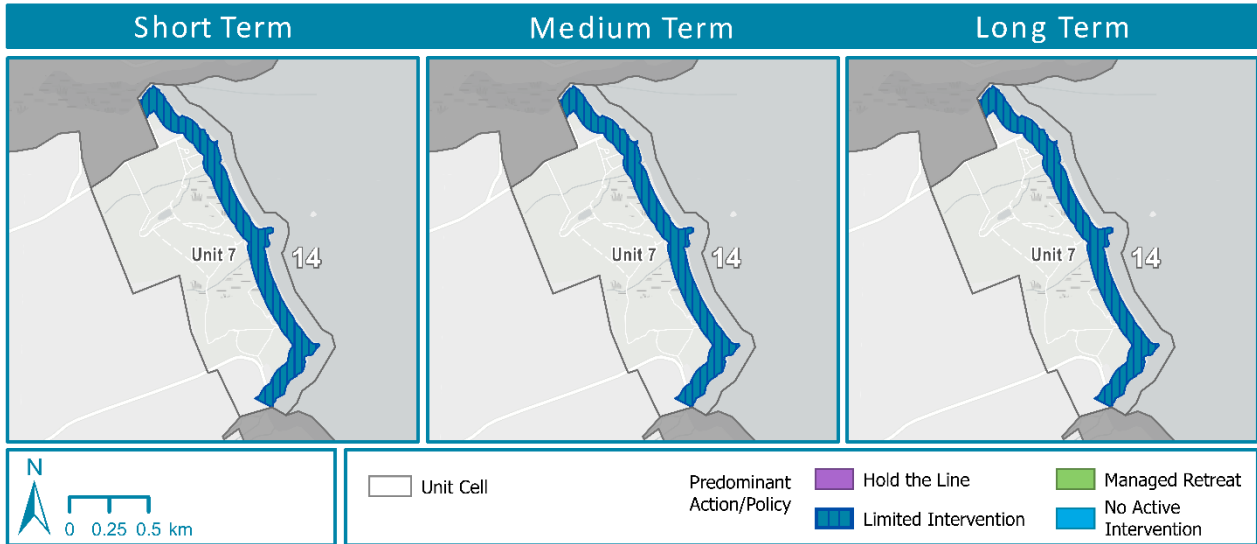 Short Term
Medium Term
Long Term
Unit 7
14
Unit 7
14
Unit 7
14
N
0 0.25 0.5 km
Unit Cell
Predominant
Action/Policy
Hold the Line
Limited Intervention
Managed Retreat
No Active
Intervention